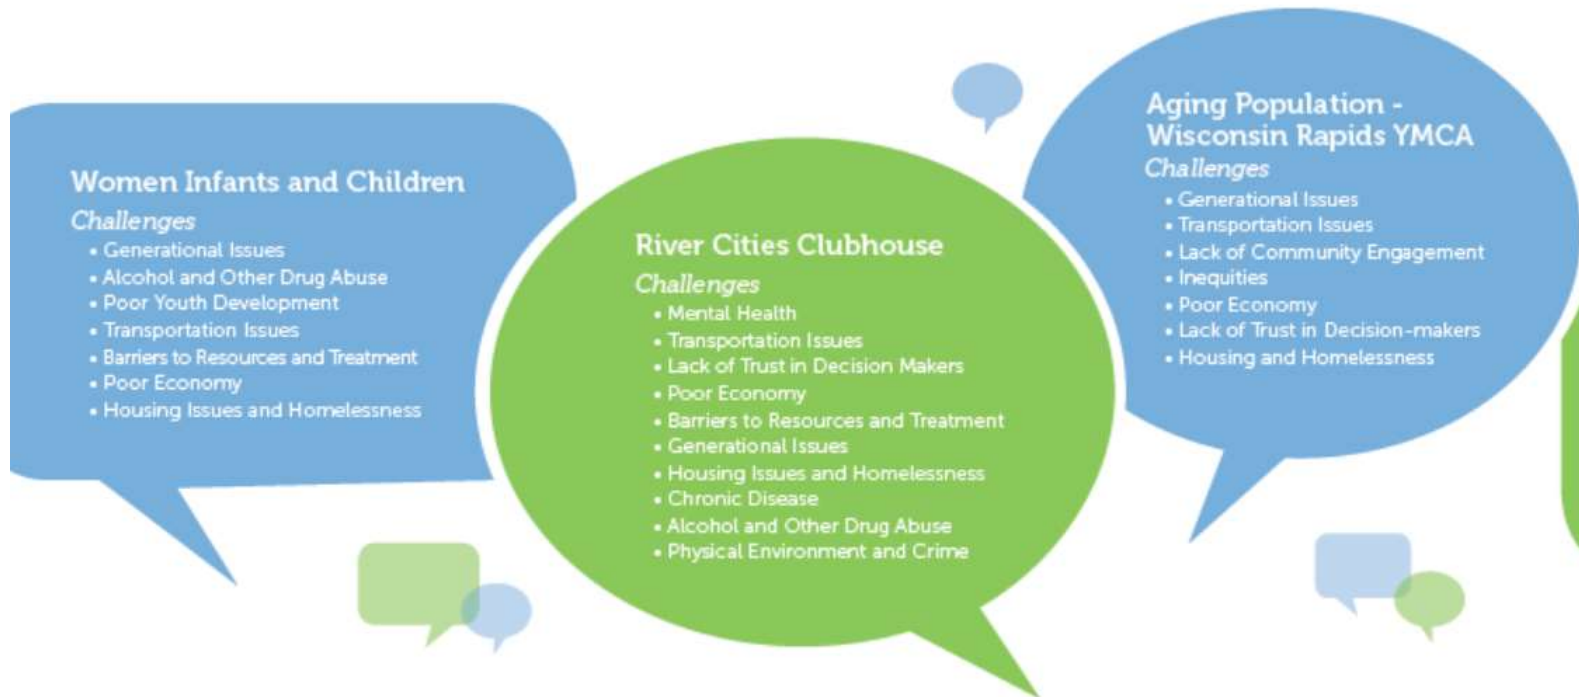 Women Infants and Children
Challenges
• Generational Issues
• Alcohol and Other Drug Abuse
• Poor Youth Development
• Transportation Issues
• Barriers to Resources and Treatment
• Poor Economy
• Housing Issues and Homelessness
River Cities Clubhouse
Challenges
• Mental Health
• Transportation Issues
• Lack of Trust in Decision Makers
• Poor Economy
• Barriers to Resources and Treatment
• Generational Issues
• Housing Issues and Homelessness
• Chronic Disease
• Alcohol and Other Drug Abuse
• Physical Environment and Crime
Aging Population -
Wisconsin Rapids YMCA
Challenges
• Generational Issues
• Transportation Issues
• Lack of Community Engagement
• Inequities
• Poor Economy
• Lack of Trust in Decision-makers
• Housing and Homelessness